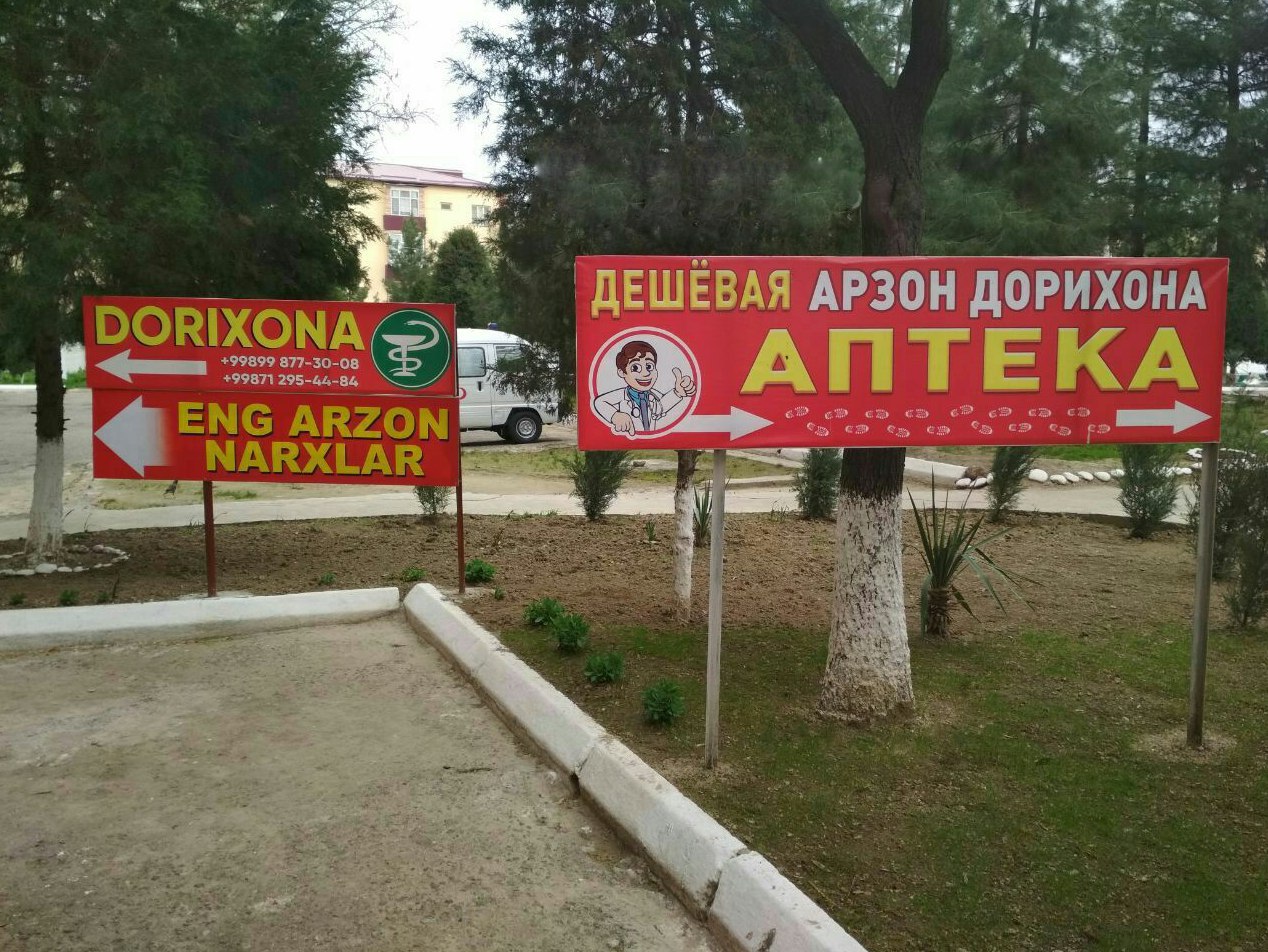 DORIXONA
+99899 877-30-08
+99871 295-44-84
ENG ARZON
NARXLAR
ДЕШЁВАЯ АРЗОН ДОРИХОНА
АПТЕКА